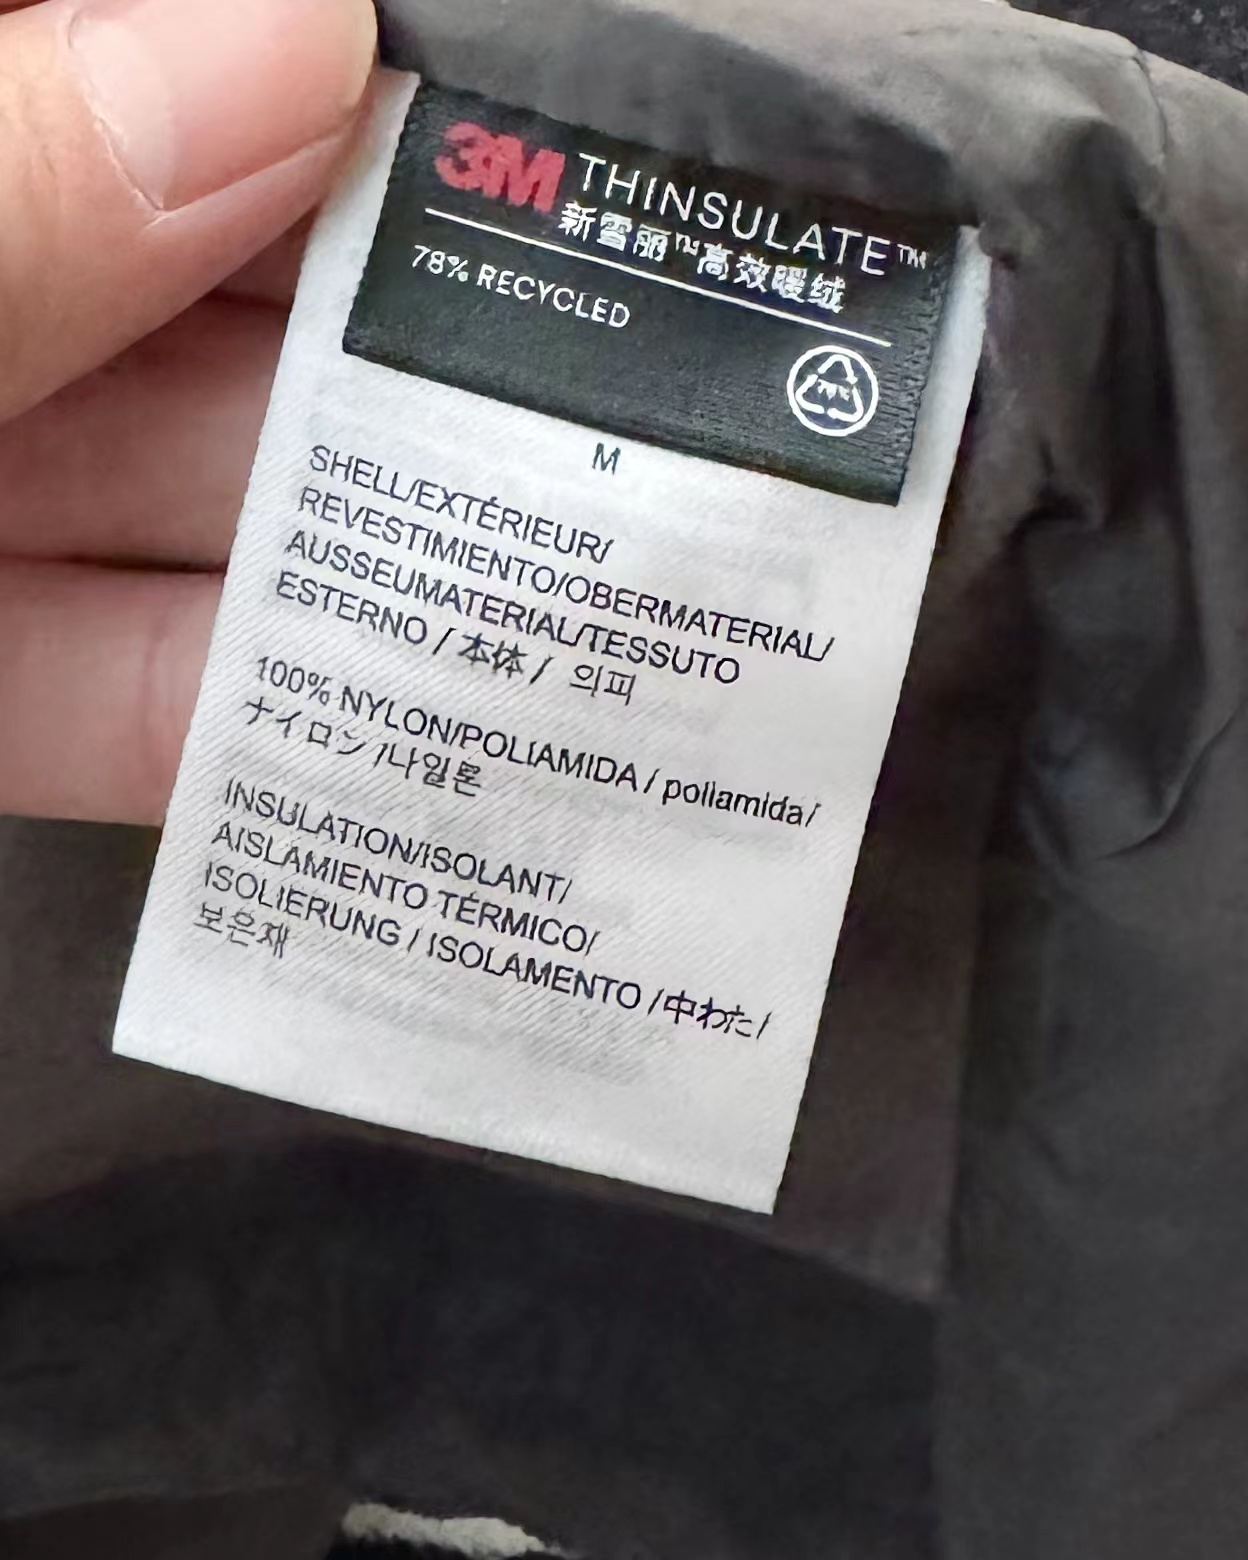 3M THINSULATE™
新雪丽™高效暖绒
78% RECYCLED
M
SHELL/EXTÉRIEUR/
REVESTIMIENTO/OBERMATERIAL/
AUSSEUMATERIAL/TESSUTO
ESTERNO / 本体 / 의피
100% NYLON/POLIAMIDA / poliamida/
ナイロン /나일론
INSULATION/ISOLANT/
AISLAMIENTO TÉRMICO/
ISOLIERUNG / ISOLAMENTO /中わた/
보온재